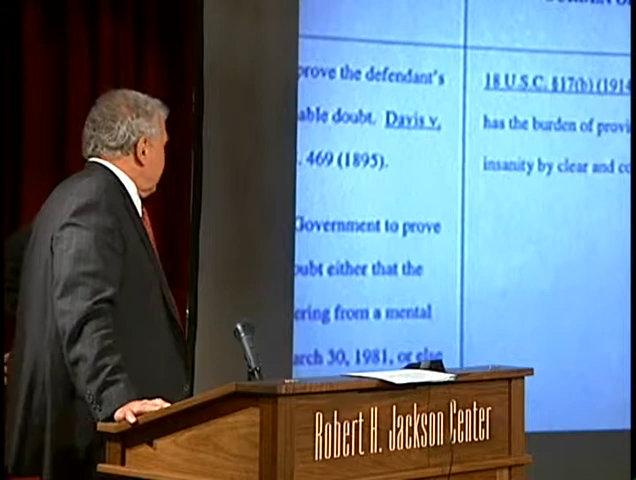 prove the defendant's
able doubt. Davis v.
. 469 (1895).
Government to prove
oubt either that the
ering from a mental
arch 30, 1981, or else
18 U.S.C. §17(b) (1914
has the burden of provi
insanity by clear and co
Robert H. Jackson Center